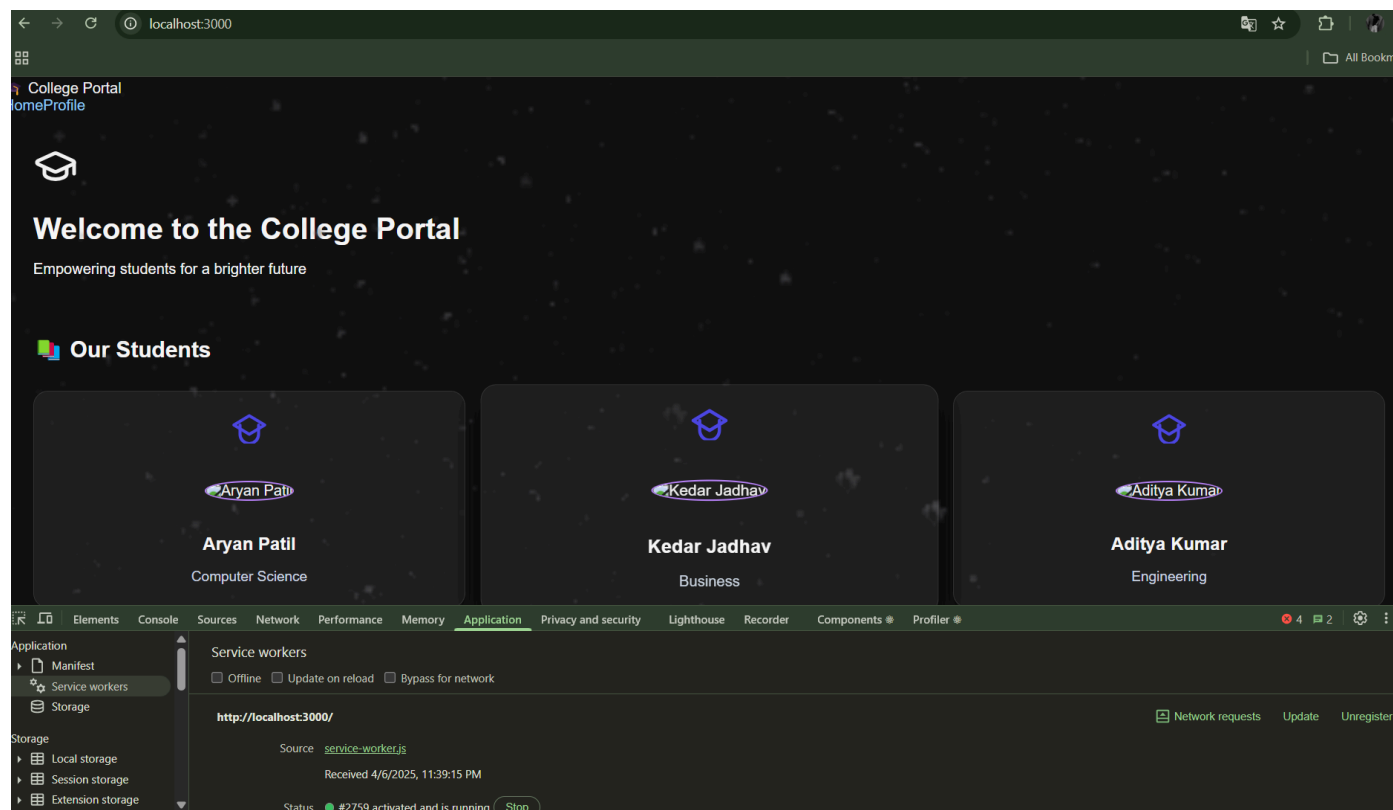 localhost:3000
All Bookm
College Portal
HomeProfile
Welcome to the College Portal
Empowering students for a brighter future
Our Students
Aryan Pati
Kedar Jadhav
Aditya Kumar
Aryan Patil
Kedar Jadhav
Aditya Kumar
Computer Science
Business
Engineering
Elements Console Sources Network Performance Memory Application Privacy and security Lighthouse Recorder Components Profiler 4 2
Application
Manifest
Service workers
Storage
Storage
Local storage
Session storage
Extension storage
Service workers
Offline Update on reload Bypass for network
http://localhost:3000/ Network requests Update Unregister
Source service-worker.js
Received 4/6/2025, 11:39:15 PM
Status #2759 activated and is running Stop